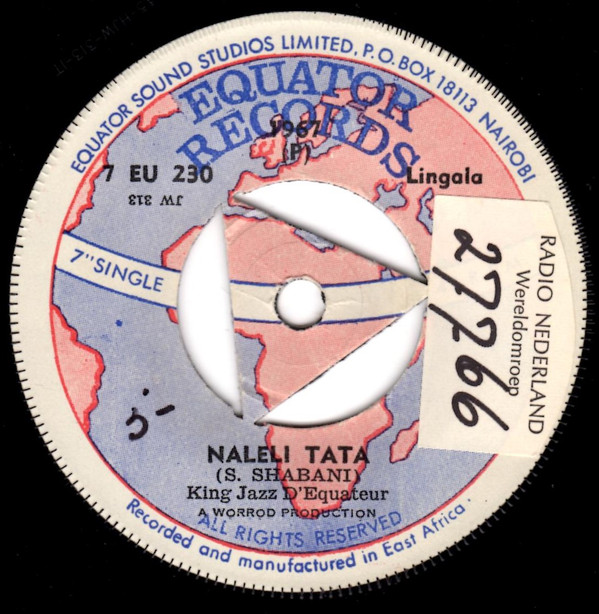 EQUATOR SOUND STUDIOS LIMITED, P.O. BOX 18113 NAIROBI
EQUATOR
RECORDS
1967
(P)
7 EU 230
Lingala
JW 313
7" SINGLE
RADIO NEDERLAND
Wereldomroep
27266
NALELI TATA
(S. SHABANI)
King Jazz D'Equateur
A WORROD PRODUCTION
ALL RIGHTS RESERVED
Recorded and manufactured in East Africa